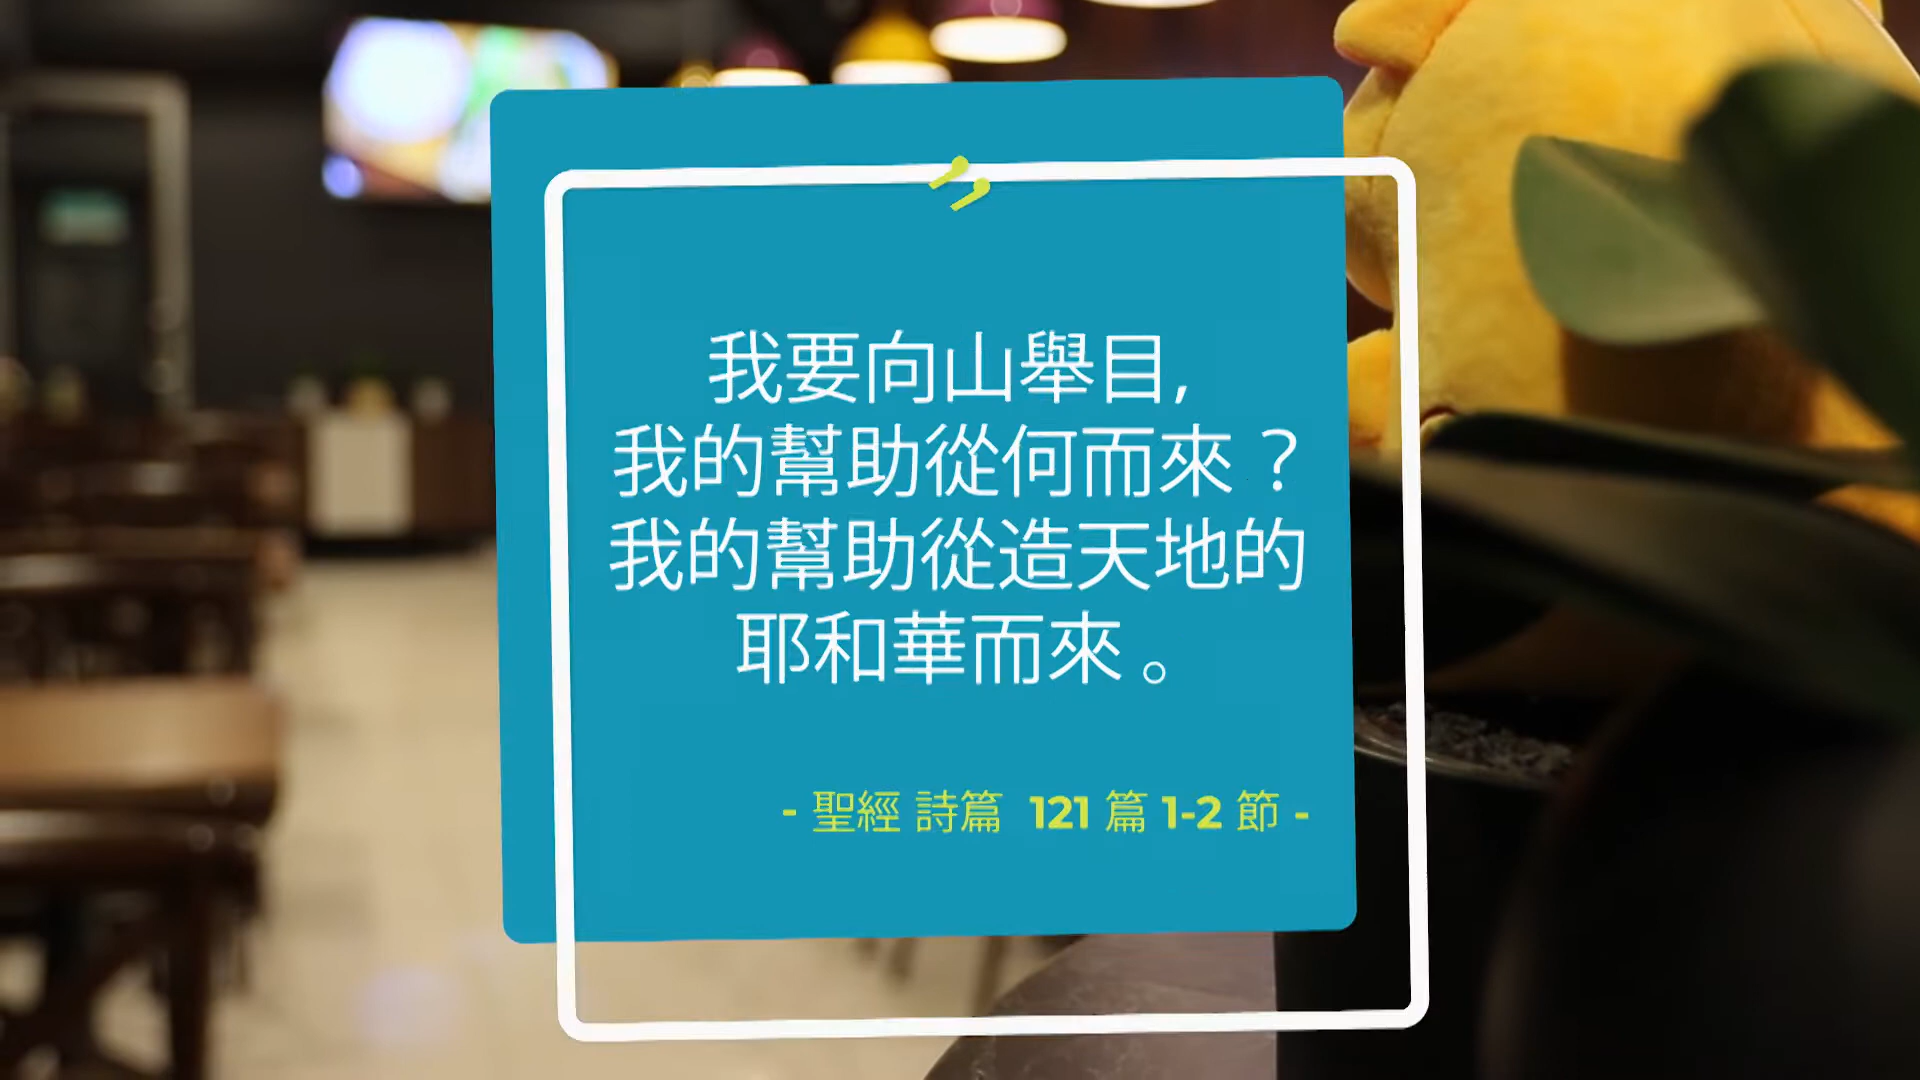 我要向山舉目,
我的幫助從何而來？
我的幫助從造天地的
耶和華而來。
- 聖經 詩篇 121 篇 1-2 節 -